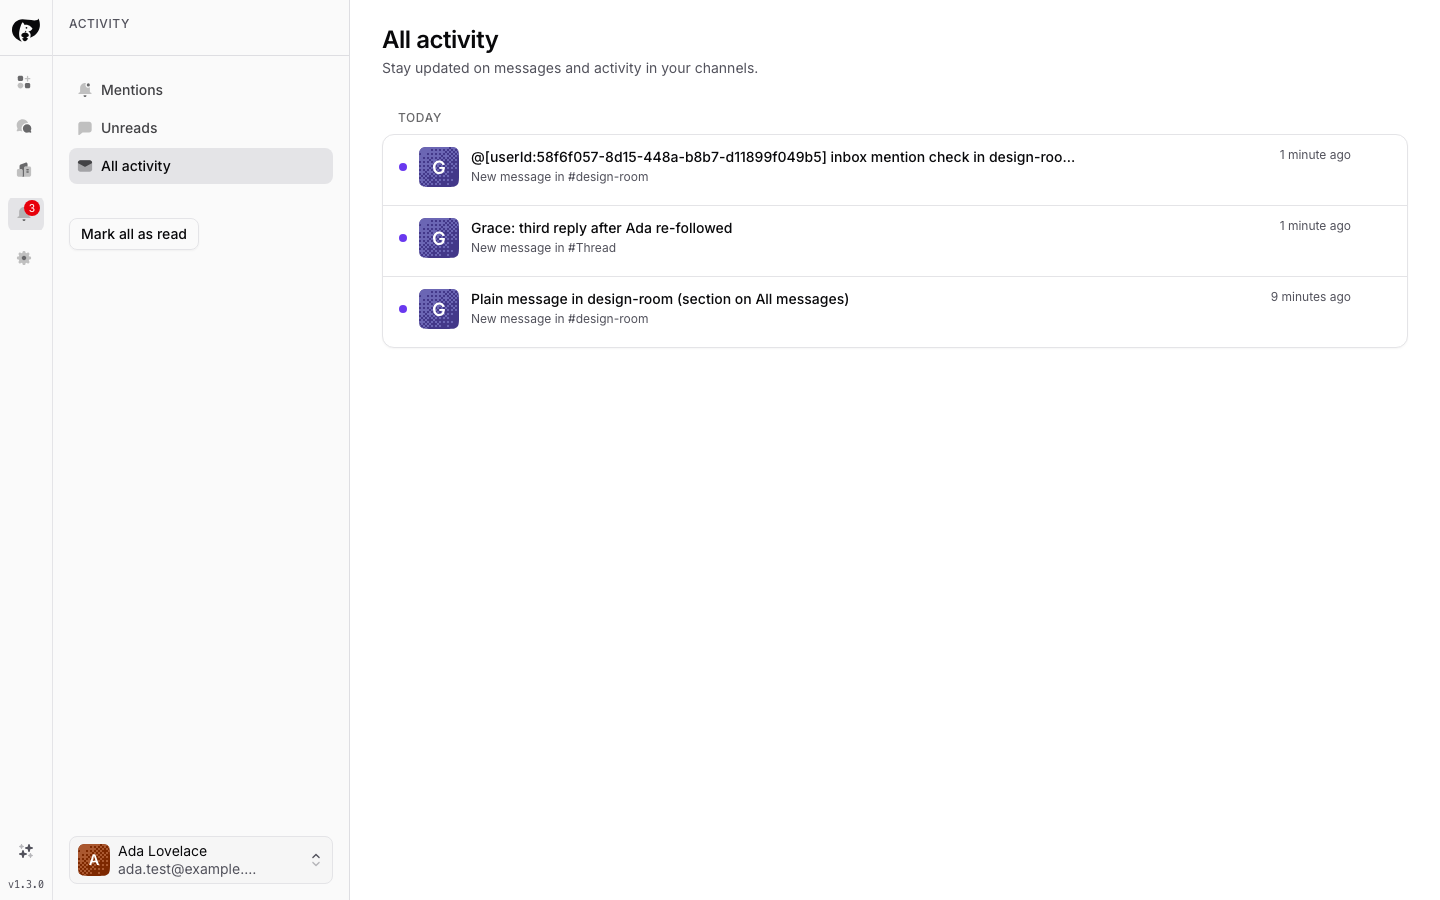 ACTIVITY
Mentions
Unreads
All activity
Mark all as read
3
All activity
Stay updated on messages and activity in your channels.
TODAY
G
@[userId:58f6f057-8d15-448a-b8b7-d11899f049b5] inbox mention check in design-roo...
1 minute ago
New message in #design-room
G
Grace: third reply after Ada re-followed
1 minute ago
New message in #Thread
G
Plain message in design-room (section on All messages)
9 minutes ago
New message in #design-room
A
Ada Lovelace
ada.test@example....
v1.3.0